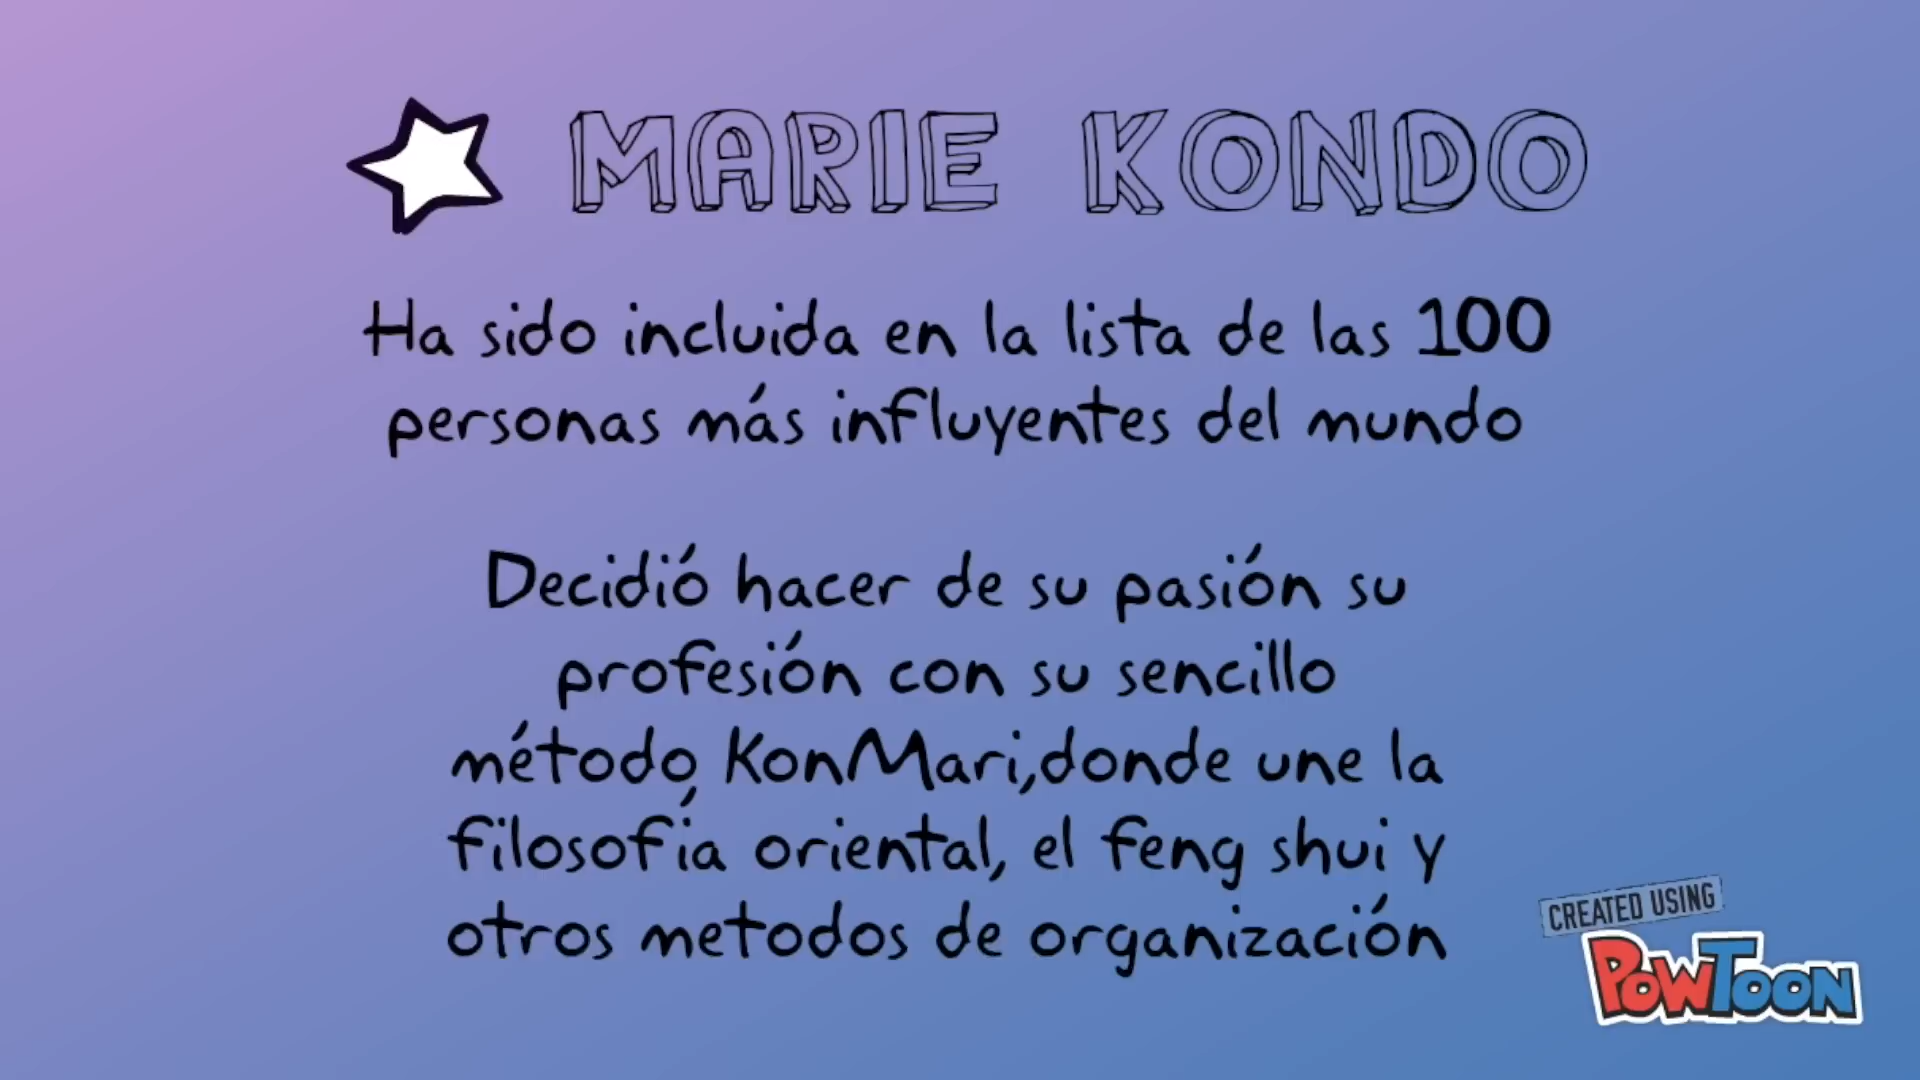 MARIE KONDO
Ha sido incluida en la lista de las 100
personas más influyentes del mundo
Decidió hacer de su pasión su
profesión con su sencillo
método, KonMari,donde une la
filosofía oriental, el feng shui y
otros metodos de organización
CREATED USING
POWTOON